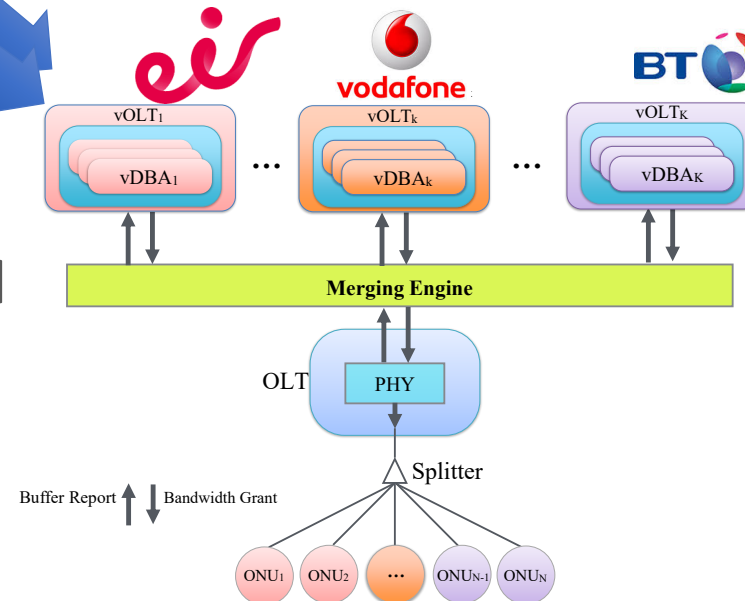 eir
vodafone
BT
vOLT₁
vOLTₖ
vOLTK
vDBA₁
...
vDBAₖ
...
vDBAK
Merging Engine
OLT
PHY
Splitter
Buffer Report
Bandwidth Grant
ONU₁
ONU₂
...
ONUN-1
ONUN